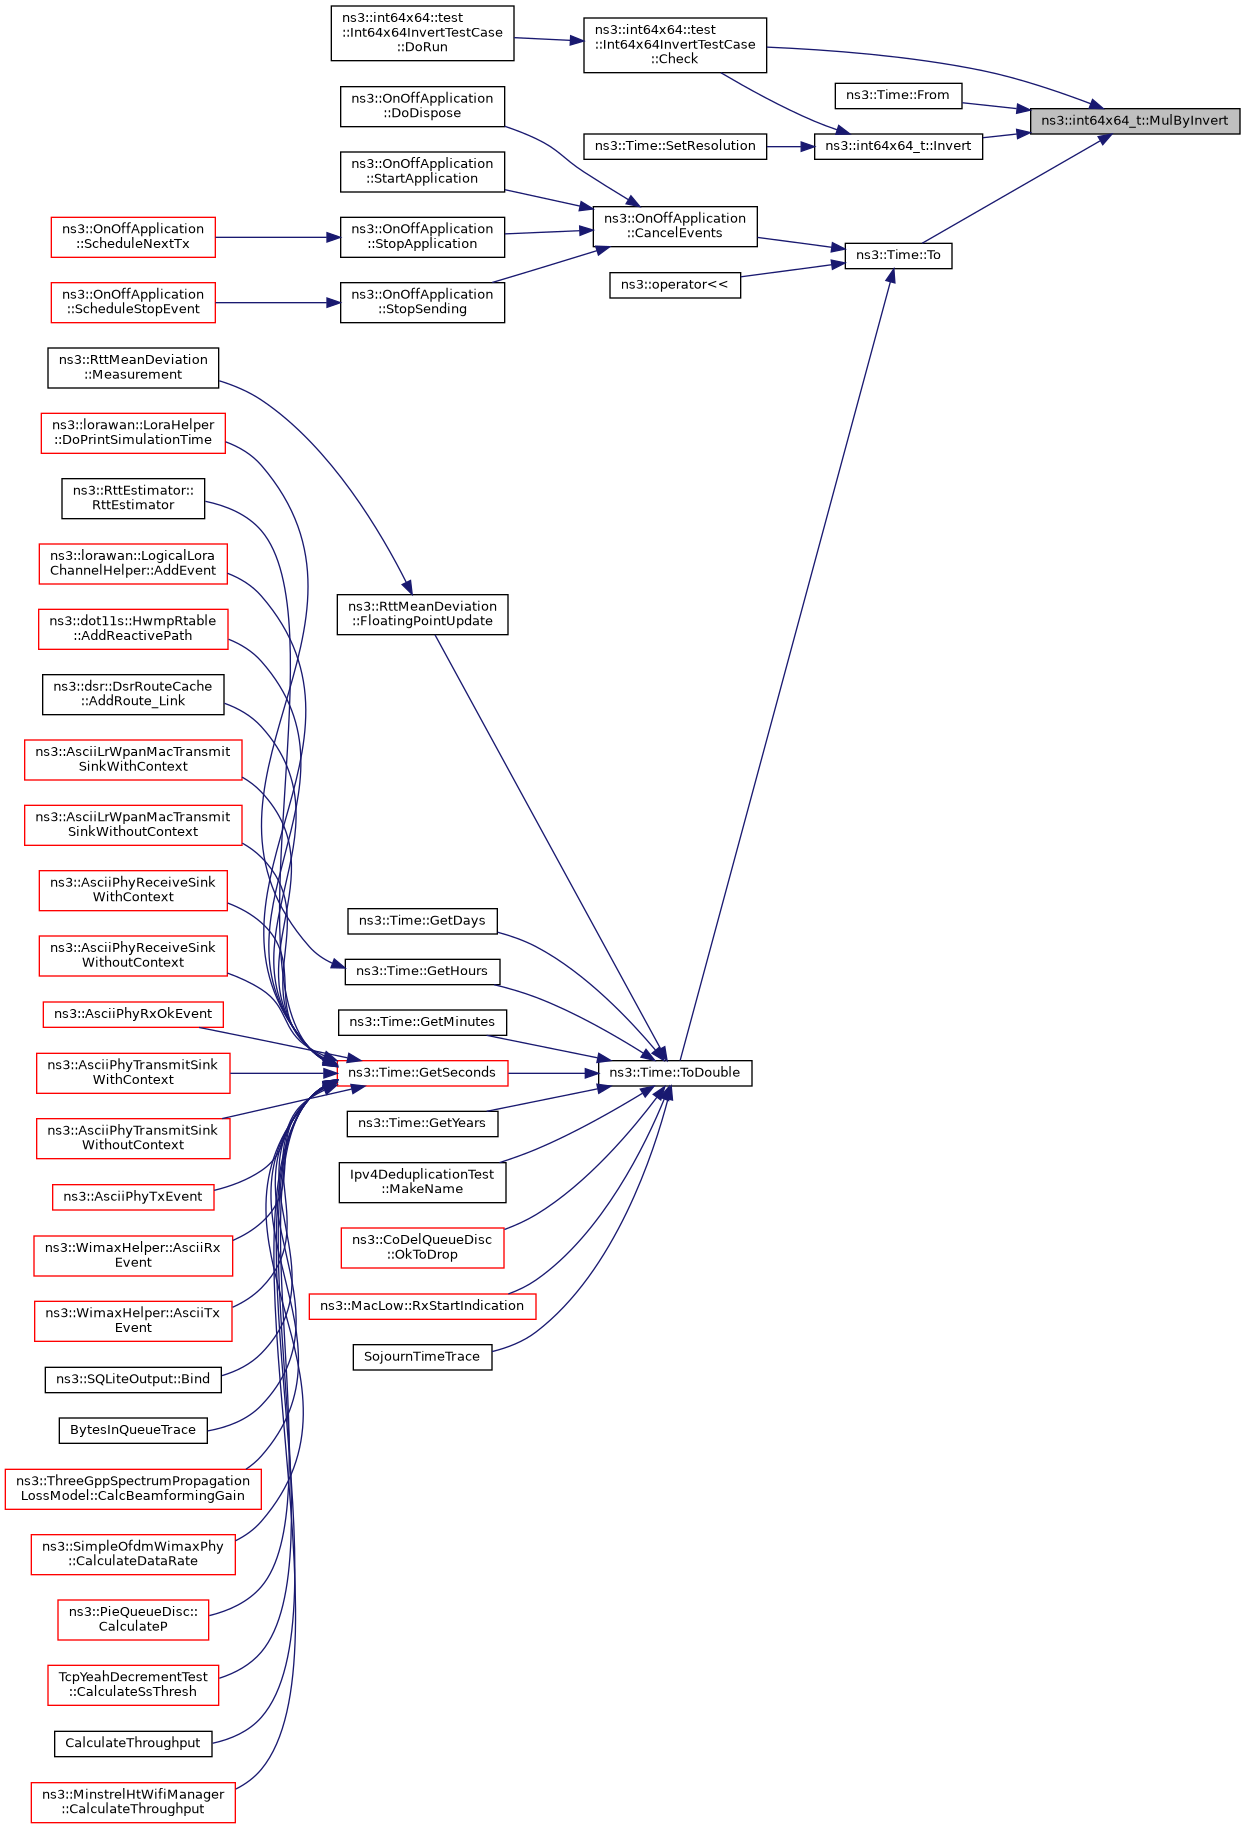 ns3::int64x64::test
::Int64x64InvertTestCase
::DoRun
ns3::int64x64::test
::Int64x64InvertTestCase
::Check
ns3::Time::From
ns3::int64x64_t::MulByInvert
ns3::OnOffApplication
::DoDispose
ns3::Time::SetResolution
ns3::int64x64_t::Invert
ns3::OnOffApplication
::StartApplication
ns3::OnOffApplication
::CancelEvents
ns3::OnOffApplication
::ScheduleNextTx
ns3::OnOffApplication
::StopApplication
ns3::Time::To
ns3::operator<<
ns3::OnOffApplication
::ScheduleStopEvent
ns3::OnOffApplication
::StopSending
ns3::RttMeanDeviation
::Measurement
ns3::lorawan::LoraHelper
::DoPrintSimulationTime
ns3::RttEstimator::
RttEstimator
ns3::lorawan::LogicalLora
ChannelHelper::AddEvent
ns3::RttMeanDeviation
::FloatingPointUpdate
ns3::dot11s::HwmpRtable
::AddReactivePath
ns3::dsr::DsrRouteCache
::AddRoute_Link
ns3::AsciiLrWpanMacTransmit
SinkWithContext
ns3::AsciiLrWpanMacTransmit
SinkWithoutContext
ns3::AsciiPhyReceiveSink
WithContext
ns3::Time::GetDays
ns3::AsciiPhyReceiveSink
WithoutContext
ns3::Time::GetHours
ns3::AsciiPhyRxOkEvent
ns3::Time::GetMinutes
ns3::AsciiPhyTransmitSink
WithContext
ns3::Time::GetSeconds
ns3::Time::ToDouble
ns3::AsciiPhyTransmitSink
WithoutContext
ns3::Time::GetYears
ns3::AsciiPhyTxEvent
Ipv4DeduplicationTest
::MakeName
ns3::WimaxHelper::AsciiRx
Event
ns3::CoDelQueueDisc
::OkToDrop
ns3::WimaxHelper::AsciiTx
Event
ns3::MacLow::RxStartIndication
ns3::SQLiteOutput::Bind
SojournTimeTrace
BytesInQueueTrace
ns3::ThreeGppSpectrumPropagation
LossModel::CalcBeamformingGain
ns3::SimpleOfdmWimaxPhy
::CalculateDataRate
ns3::PieQueueDisc::
CalculateP
TcpYeahDecrementTest
::CalculateSsThresh
CalculateThroughput
ns3::MinstrelHtWifiManager
::CalculateThroughput